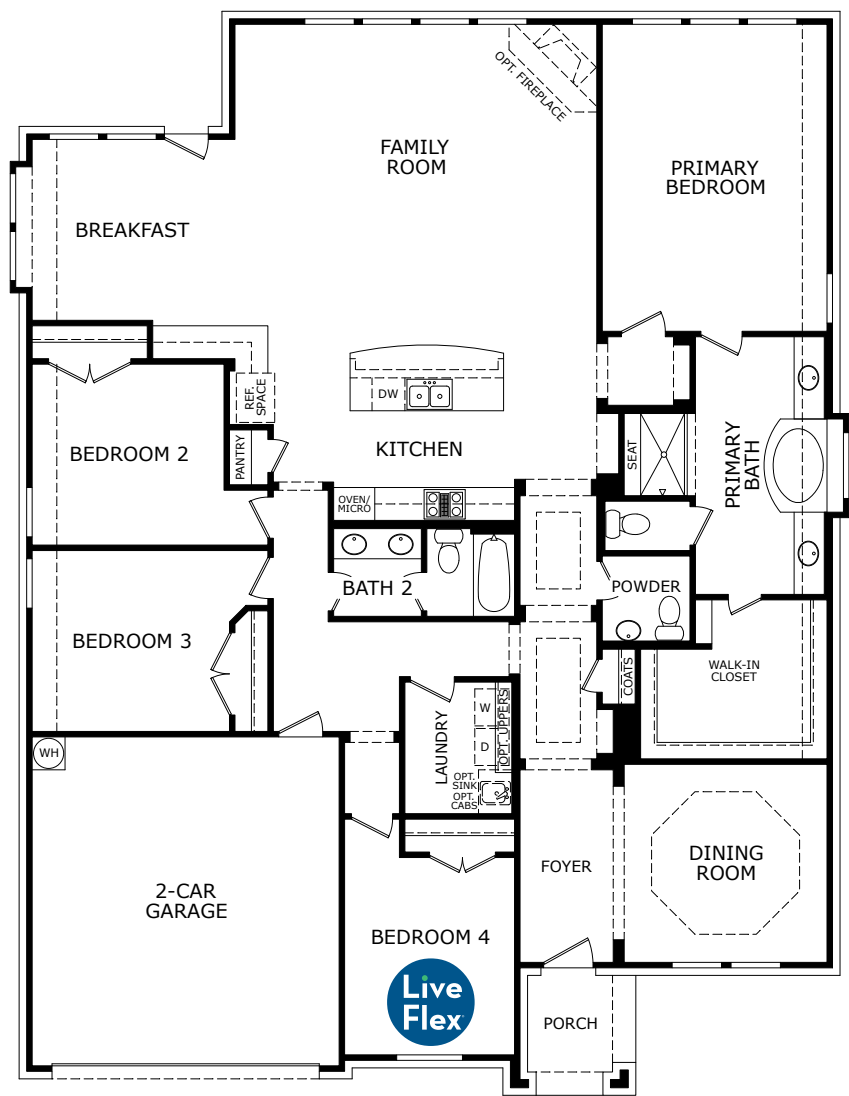 OPT. FIREPLACE
FAMILY
ROOM
PRIMARY
BEDROOM
BREAKFAST
REF.
SPACE
DW
KITCHEN
PANTRY
BEDROOM 2
SEAT
PRIMARY
BATH
OVEN/
MICRO
BATH 2
POWDER
BEDROOM 3
COATS
WALK-IN
CLOSET
LAUNDRY
W
D
OPT. UPPERS
OPT.
SINK
OPT.
CABS
WH
FOYER
DINING
ROOM
2-CAR
GARAGE
BEDROOM 4
Live
Flex
PORCH